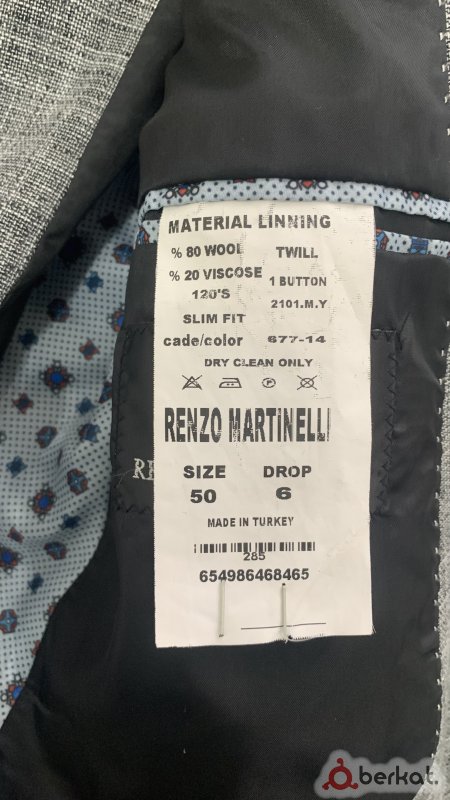 MATERIAL LINNING
% 80 WOOL TWILL
% 20 VISCOSE 1 BUTTON
120'S 2101.M.Y
SLIM FIT
cade/color 677-14
DRY CLEAN ONLY
RENZO MARTiNELLI
SIZE DROP
50 6
MADE IN TURKEY
285
654986468465
berkat.